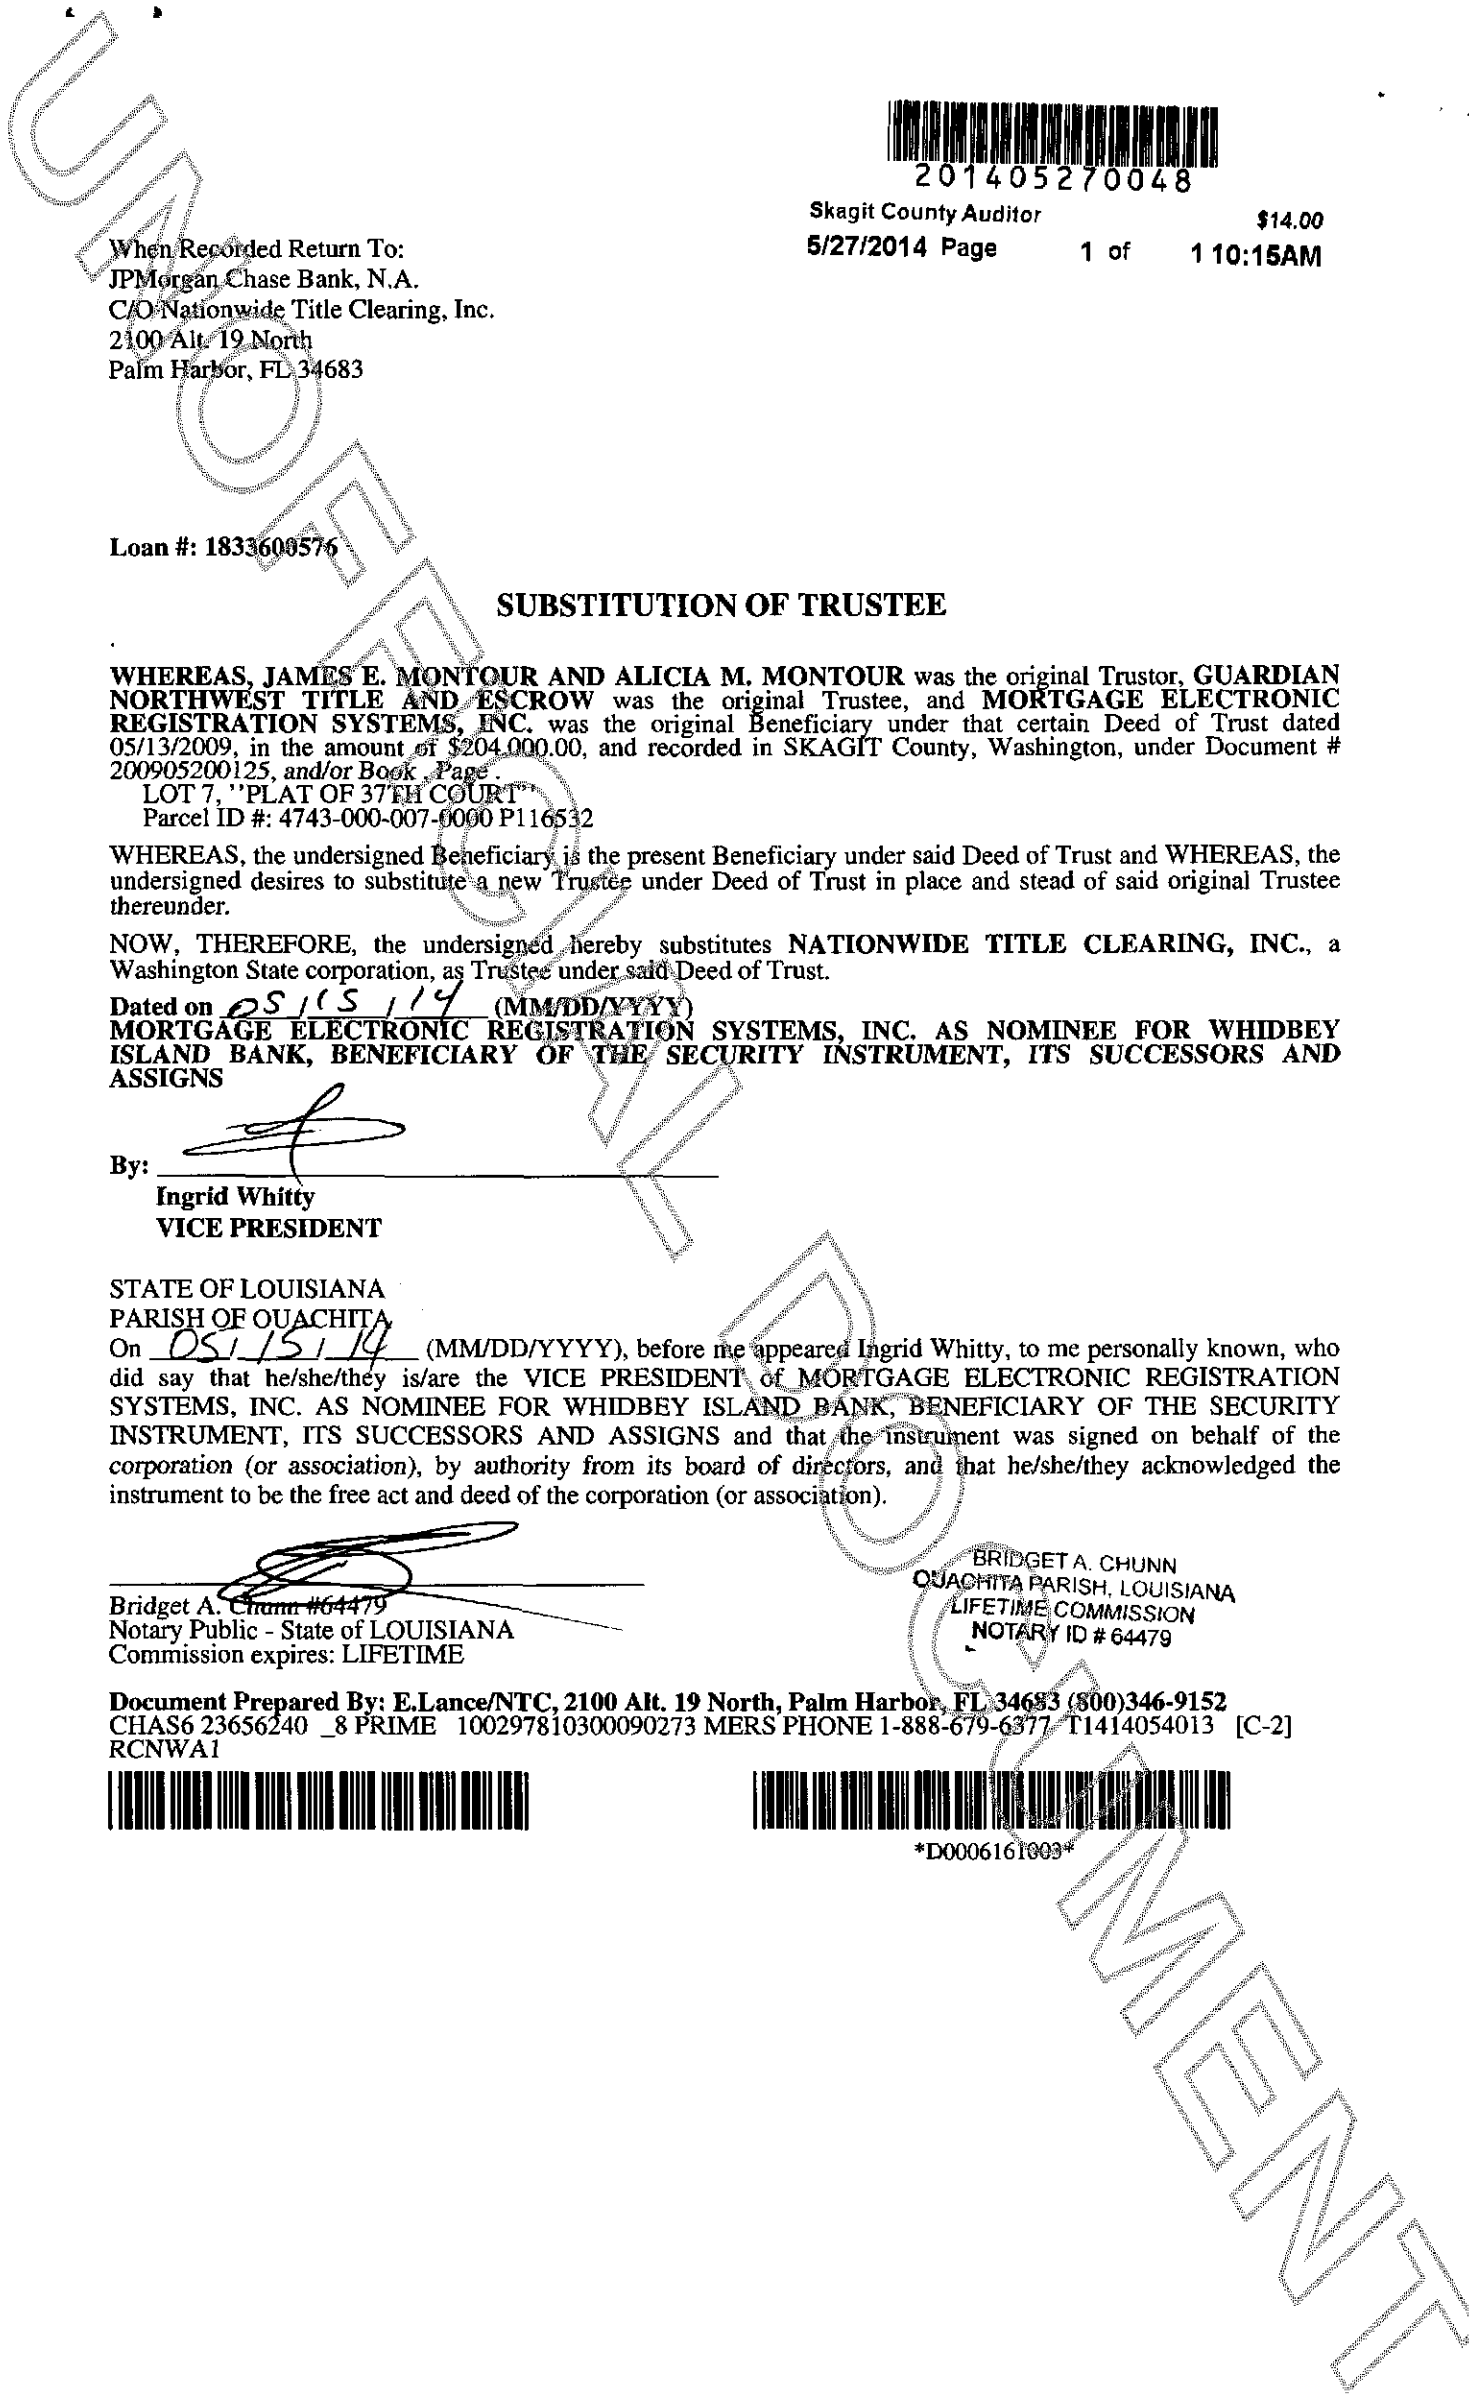 201405270048
Skagit County Auditor $14.00
5/27/2014 Page 1 of 1 10:15AM
When Recorded Return To:
JPMorgan Chase Bank, N.A.
C/O Nationwide Title Clearing, Inc.
2100 Alt. 19 North
Palm Harbor, FL 34683
Loan #: 1833600576
SUBSTITUTION OF TRUSTEE
WHEREAS, JAMES E. MONTOUR AND ALICIA M. MONTOUR was the original Trustor, GUARDIAN
NORTHWEST TITLE AND ESCROW was the original Trustee, and MORTGAGE ELECTRONIC
REGISTRATION SYSTEMS, INC. was the original Beneficiary under that certain Deed of Trust dated
05/13/2009, in the amount of $204,000.00, and recorded in SKAGIT County, Washington, under Document #
200905200125, and/or Book , Page .
LOT 7, "PLAT OF 37TH COURT"
Parcel ID #: 4743-000-007-0000 P116532
WHEREAS, the undersigned Beneficiary is the present Beneficiary under said Deed of Trust and WHEREAS, the
undersigned desires to substitute a new Trustee under Deed of Trust in place and stead of said original Trustee
thereunder.
NOW, THEREFORE, the undersigned hereby substitutes NATIONWIDE TITLE CLEARING, INC., a
Washington State corporation, as Trustee under said Deed of Trust.
Dated on 05/15/14 (MM/DD/YYYY)
MORTGAGE ELECTRONIC REGISTRATION SYSTEMS, INC. AS NOMINEE FOR WHIDBEY
ISLAND BANK, BENEFICIARY OF THE SECURITY INSTRUMENT, ITS SUCCESSORS AND
ASSIGNS
By:
Ingrid Whitty
VICE PRESIDENT
STATE OF LOUISIANA
PARISH OF OUACHITA
On 05/15/14 (MM/DD/YYYY), before me appeared Ingrid Whitty, to me personally known, who
did say that he/she/they is/are the VICE PRESIDENT of MORTGAGE ELECTRONIC REGISTRATION
SYSTEMS, INC. AS NOMINEE FOR WHIDBEY ISLAND BANK, BENEFICIARY OF THE SECURITY
INSTRUMENT, ITS SUCCESSORS AND ASSIGNS and that the instrument was signed on behalf of the
corporation (or association), by authority from its board of directors, and that he/she/they acknowledged the
instrument to be the free act and deed of the corporation (or association).
Bridget A. Chunn #64479
Notary Public - State of LOUISIANA
Commission expires: LIFETIME
BRIDGET A. CHUNN
OUACHITA PARISH, LOUISIANA
LIFETIME COMMISSION
NOTARY ID # 64479
Document Prepared By: E.Lance/NTC, 2100 Alt. 19 North, Palm Harbor, FL 34683 (800)346-9152
CHAS6 23656240 _8 PRIME 100297810300090273 MERS PHONE 1-888-679-6377 T1414054013 [C-2]
RCNWA1
*D0006161003*
UNOFFICIAL DOCUMENT